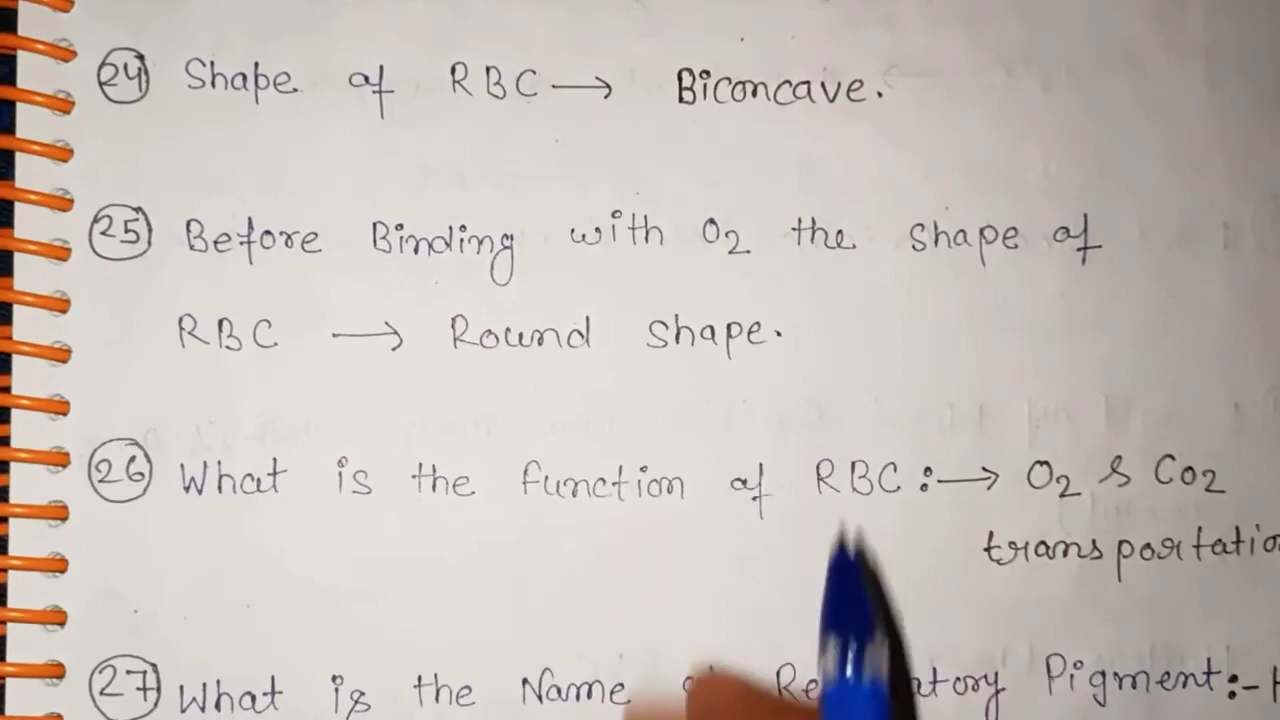 24 Shape of RBC → Biconcave.
25 Before Binding with O2 the shape of
RBC → Round shape.
26 What is the function of RBC :→ O2 & CO2
transportatio
27 What is the Name Pigment :-